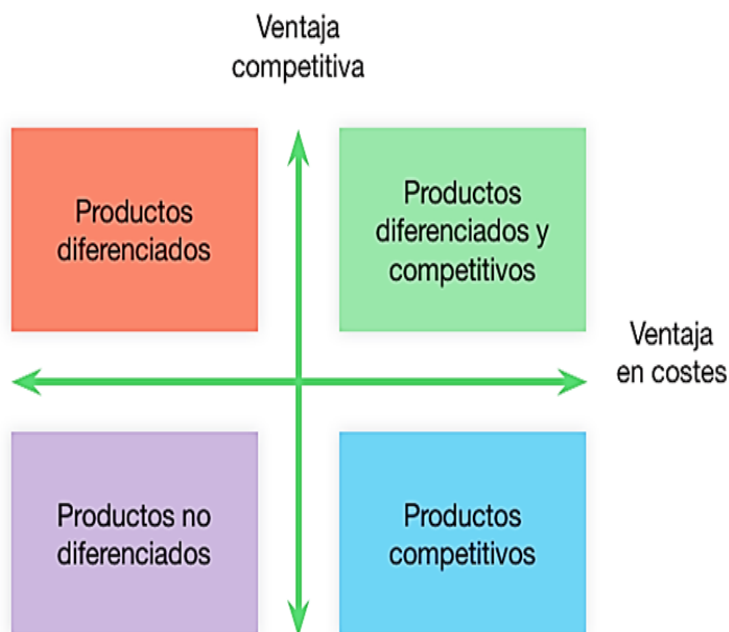 Ventaja
competitiva
Productos
diferenciados
Productos
diferenciados y
competitivos
Ventaja
en costes
Productos no
diferenciados
Productos
competitivos